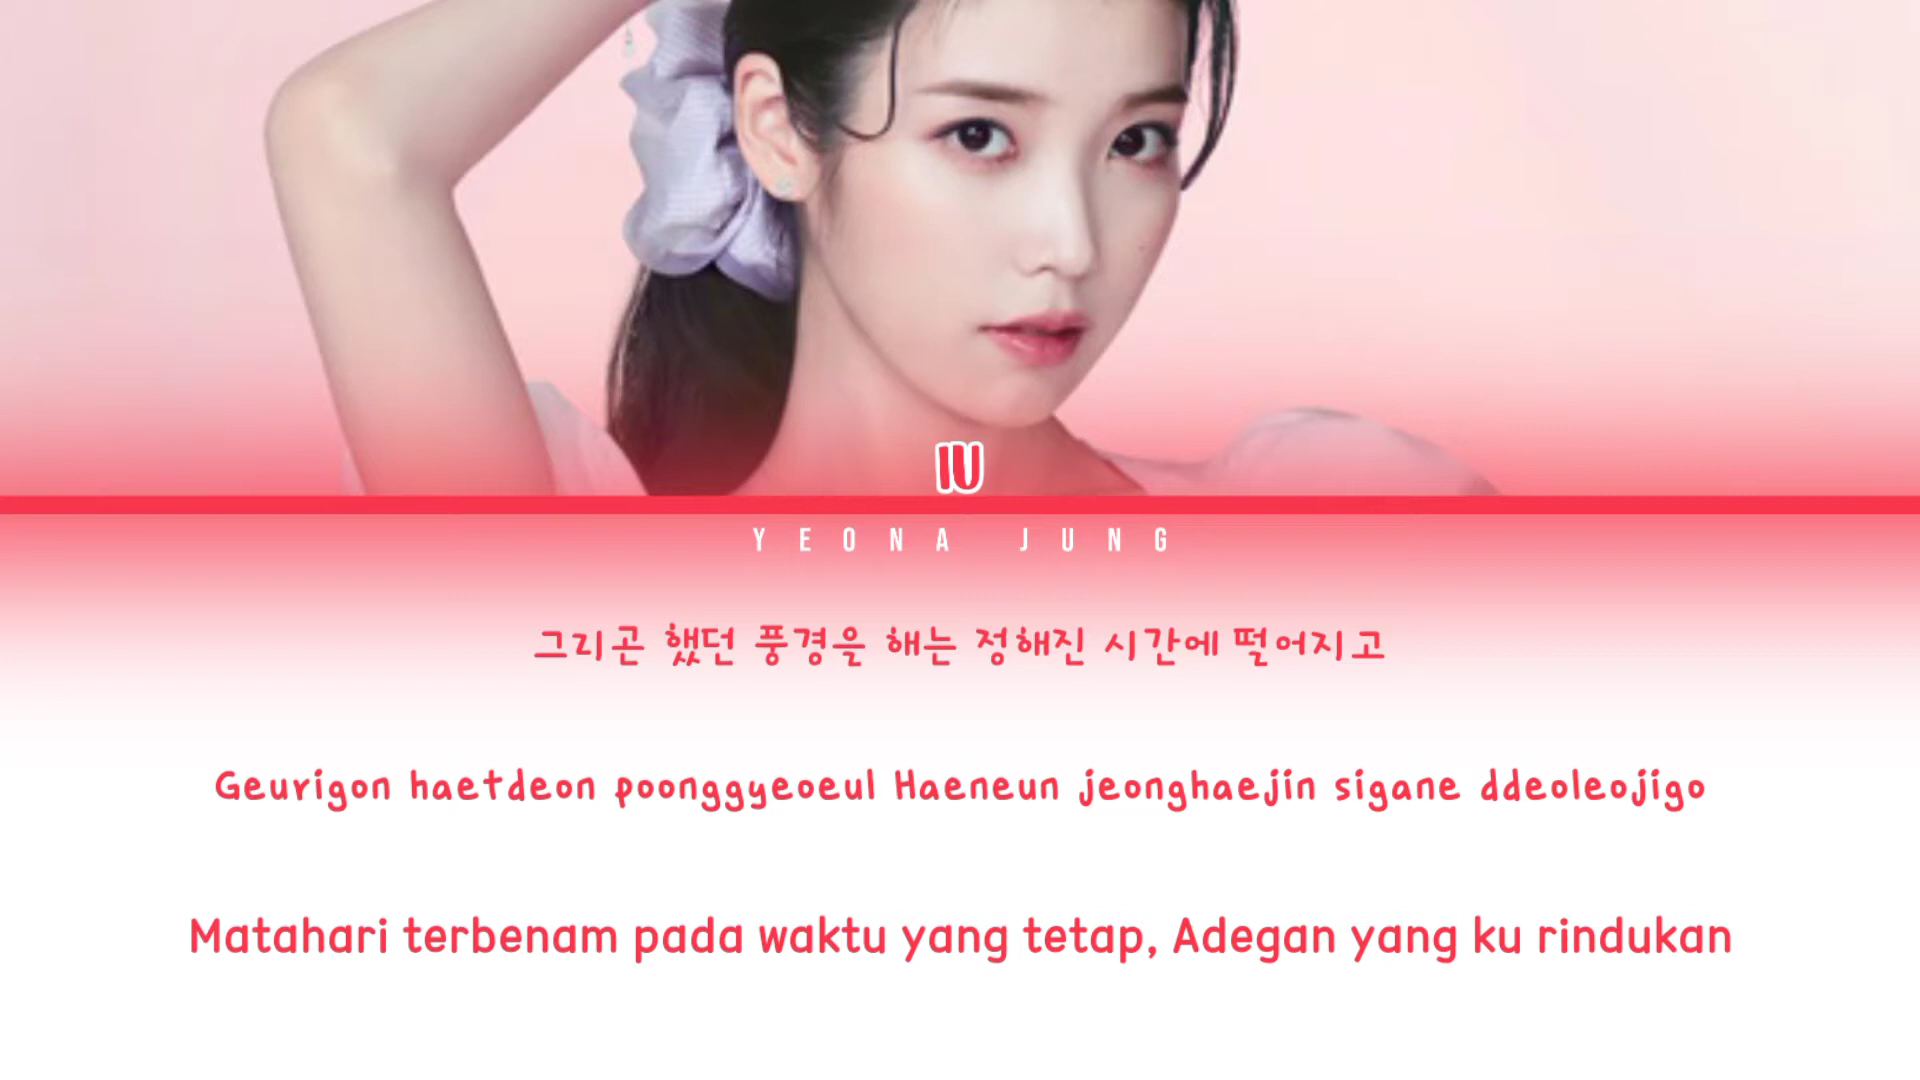 IU
YEONA JUNG
그리곤 했던 풍경을 해는 정해진 시간에 떨어지고
Geurigon haetdeon poonggyeoeul Haeneun jeonghaejin sigane ddeoleojigo
Matahari terbenam pada waktu yang tetap, Adegan yang ku rindukan